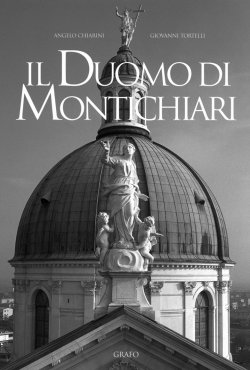 ANGELO CHIARINI GIOVANNI TORTELLI
IL DUOMO DI
MONTICHIARI
GRAFO